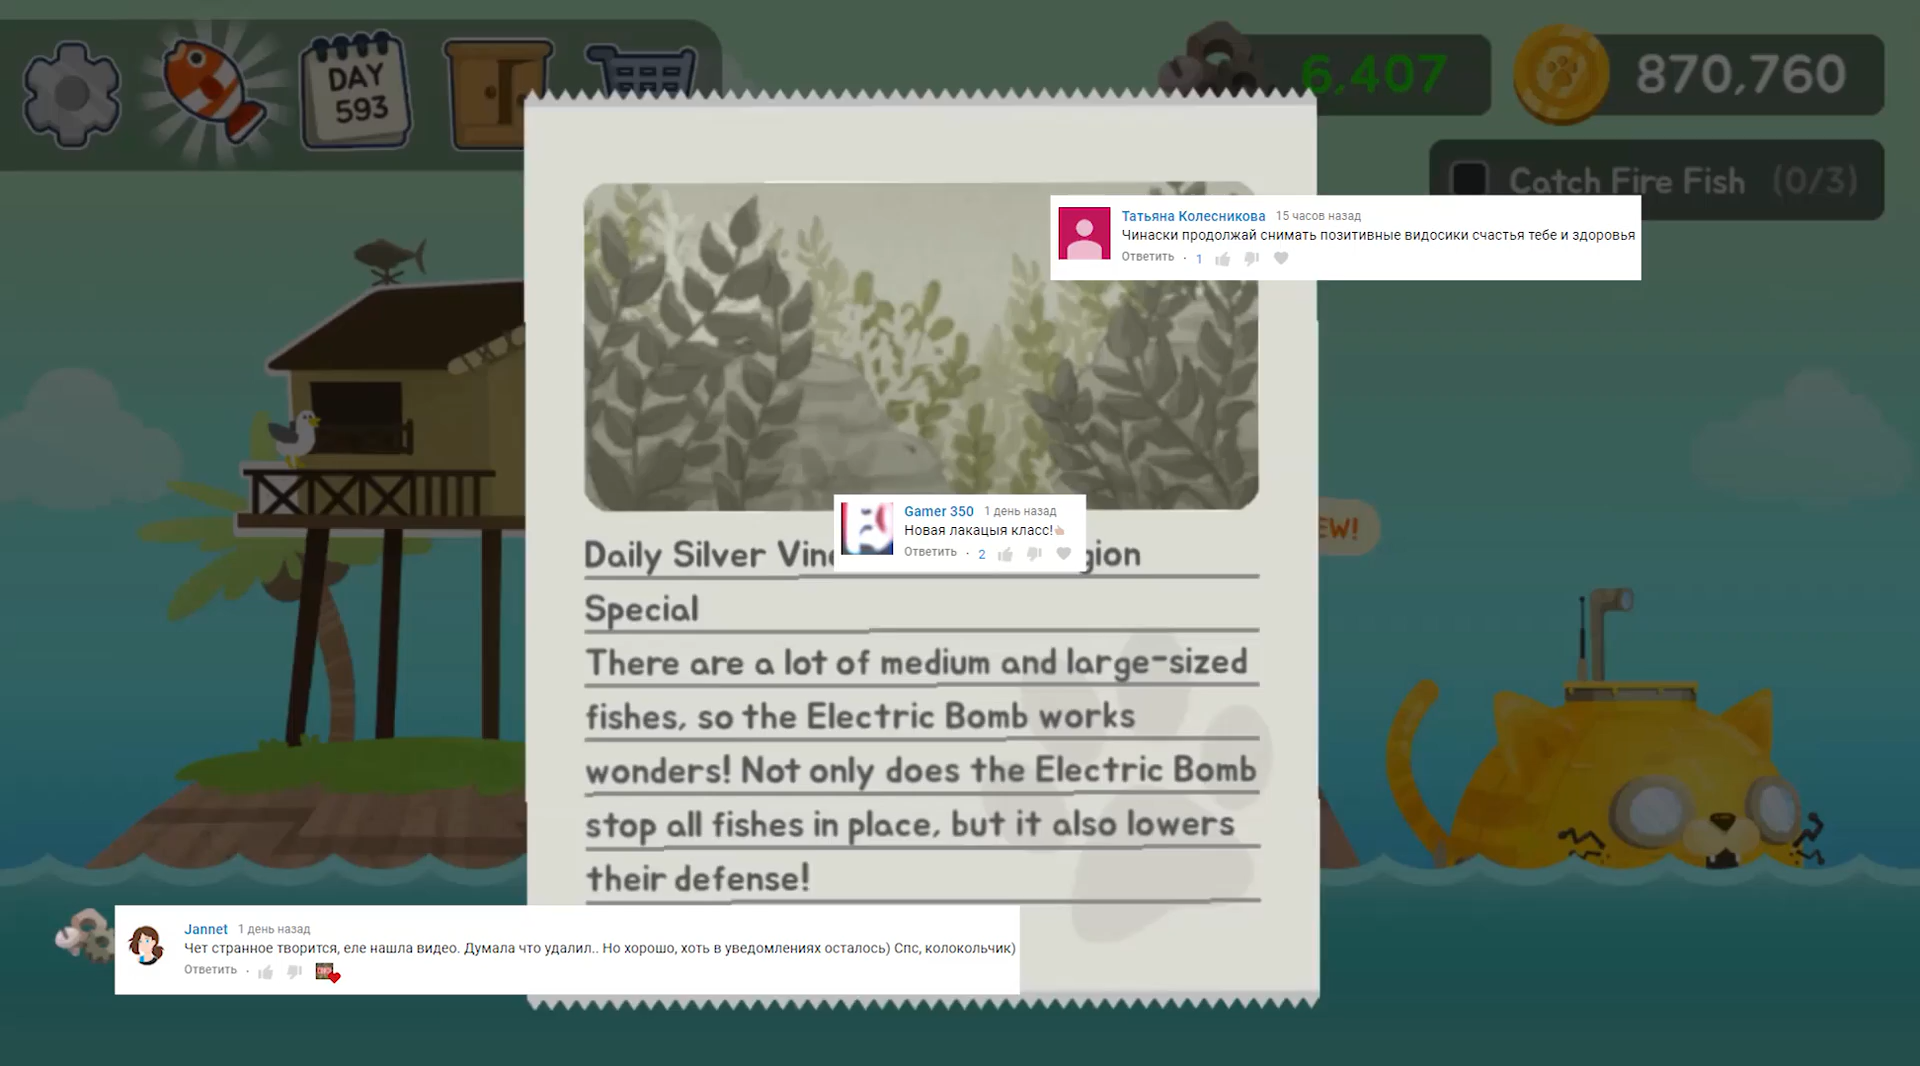 DAY
593
6,407
870,760
Catch Fire Fish (0/3)
Татьяна Колесникова 15 часов назад
Чинаски продолжай снимать позитивные видосики счастья тебе и здоровья
Ответить · 1
Gamer 350 1 день назад
Новая лакацыя класс!
Ответить · 2
EW!
Daily Silver Vin gion
Special
There are a lot of medium and large-sized
fishes, so the Electric Bomb works
wonders! Not only does the Electric Bomb
stop all fishes in place, but it also lowers
their defense!
Jannet 1 день назад
Чет странное творится, еле нашла видео. Думала что удалил.. Но хорошо, хоть в уведомлениях осталось) Спс, колокольчик)
Ответить ·